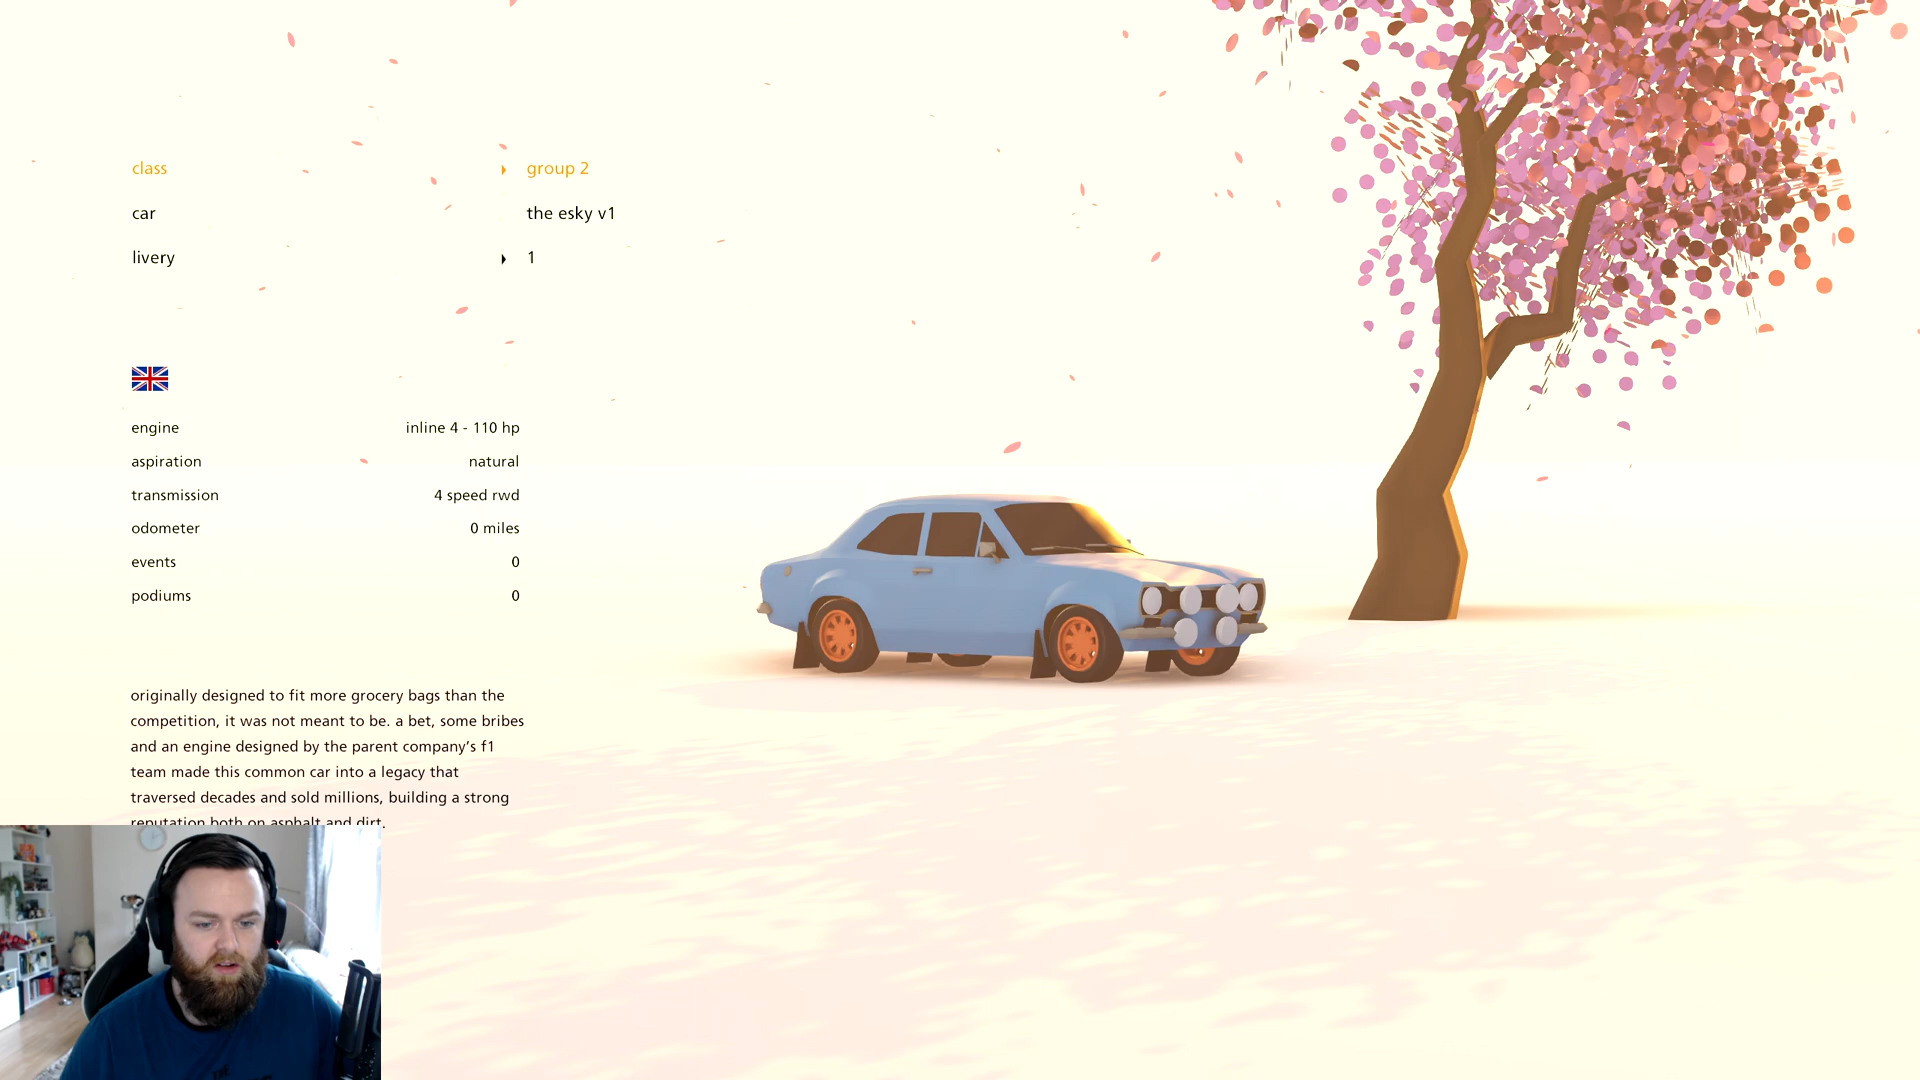 class group 2
car the esky v1
livery 1
engine inline 4 - 110 hp
aspiration natural
transmission 4 speed rwd
odometer 0 miles
events 0
podiums 0
originally designed to fit more grocery bags than the
competition, it was not meant to be. a bet, some bribes
and an engine designed by the parent company's f1
team made this common car into a legacy that
traversed decades and sold millions, building a strong
reputation both on asphalt and dirt.
THE